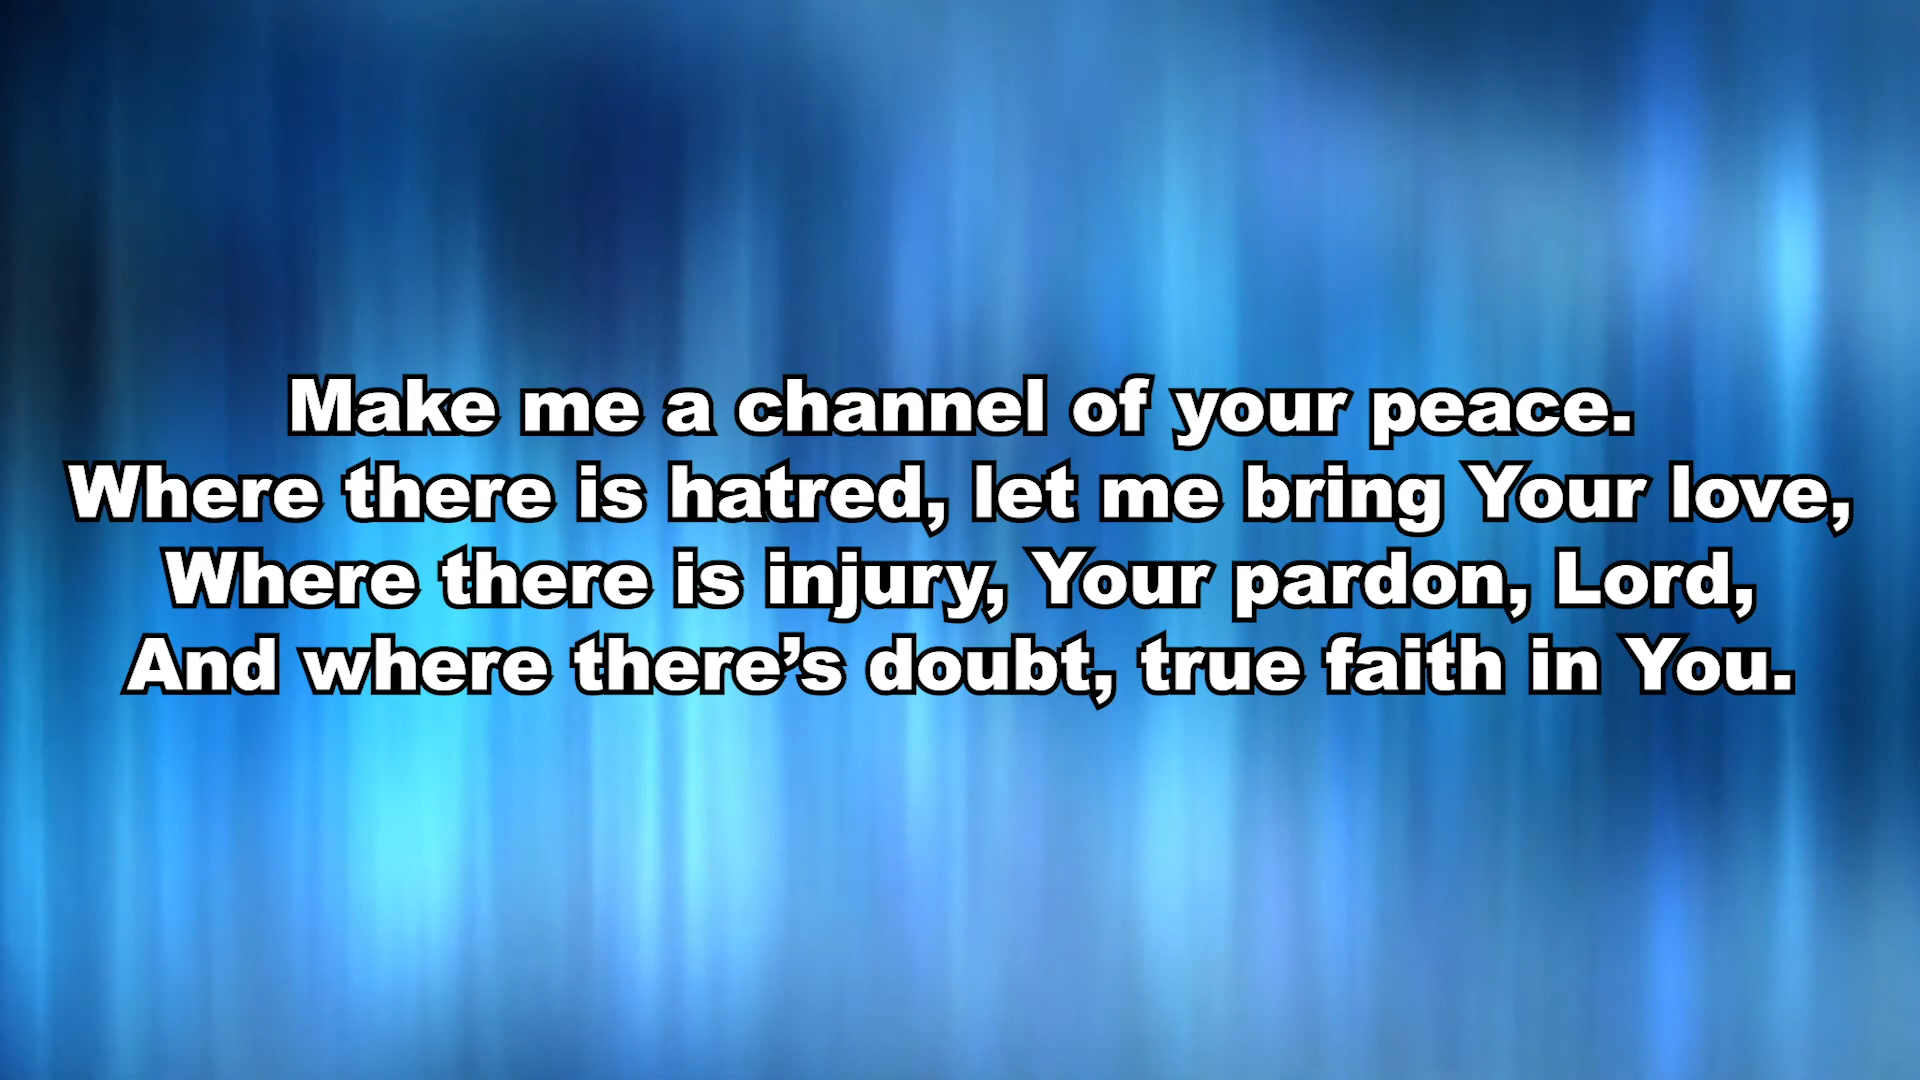 Make me a channel of your peace.
Where there is hatred, let me bring Your love,
Where there is injury, Your pardon, Lord,
And where there’s doubt, true faith in You.